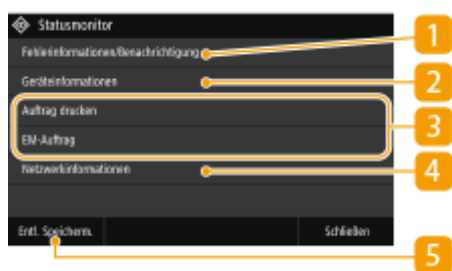 Statusmonitor
1
Fehlerinformationen/Benachrichtigung
Geräteinformationen
2
Auftrag drucken
3
EM-Auftrag
Netzwerkinformationen
4
Entf. Speicherm.
Schließen
5